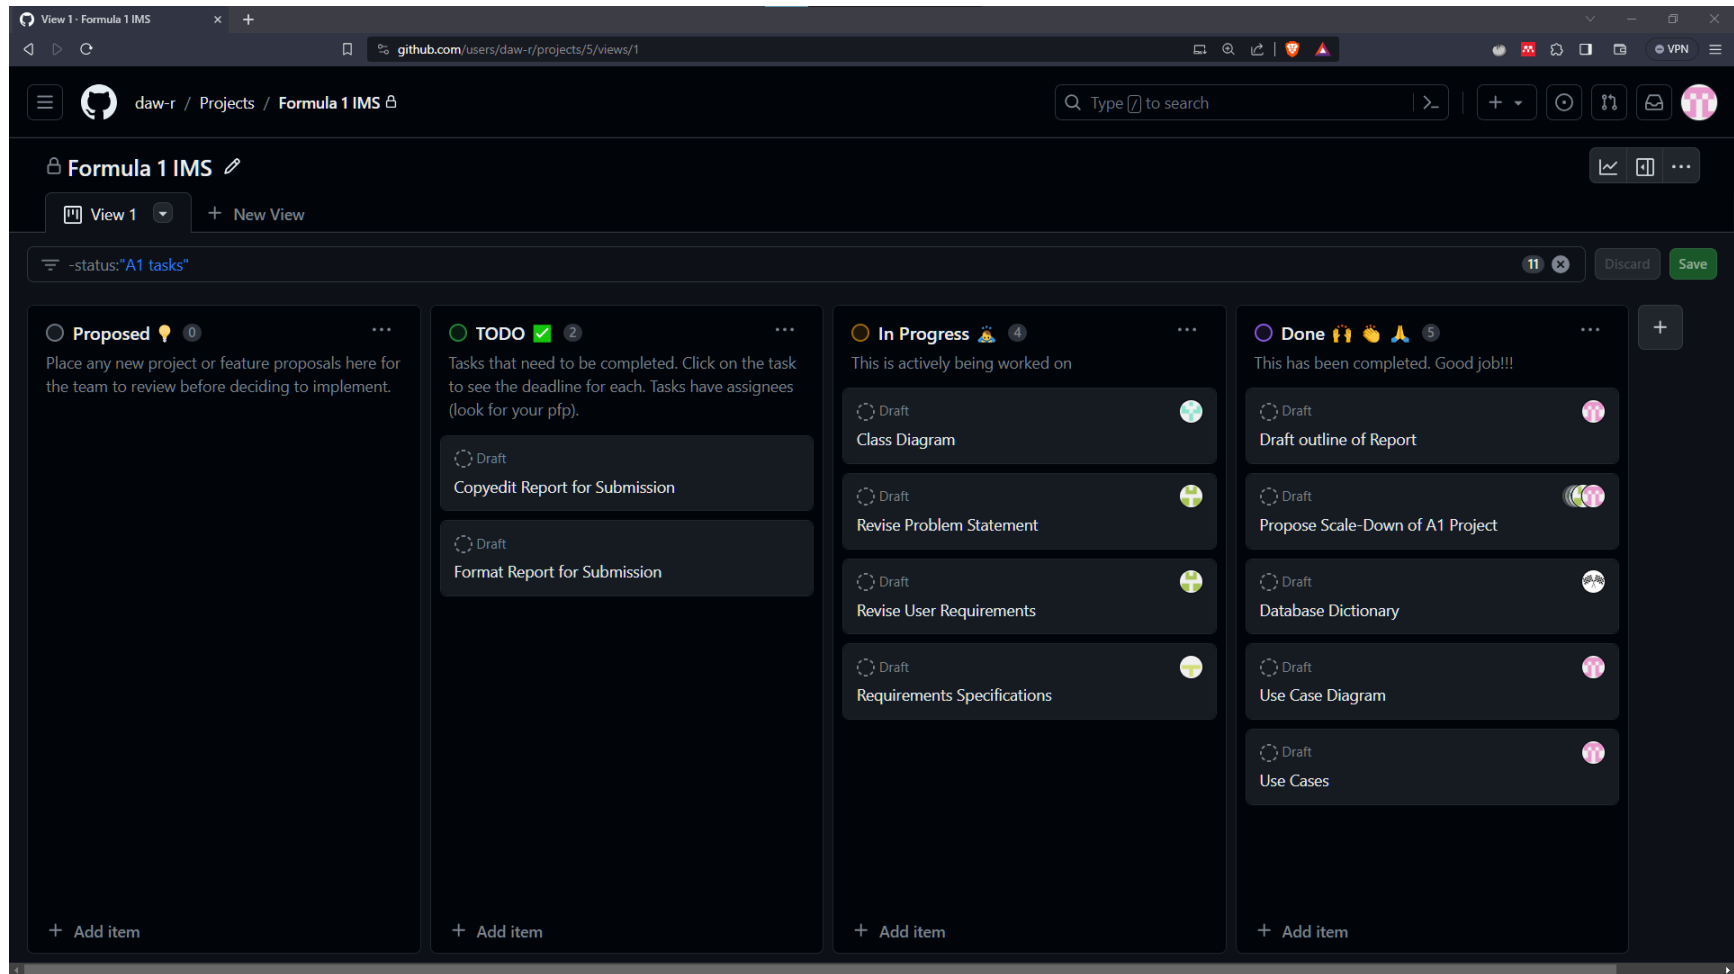 View 1 · Formula 1 IMS
github.com/users/daw-r/projects/5/views/1
VPN
daw-r / Projects / Formula 1 IMS
Type / to search
Formula 1 IMS
View 1
New View
-status:"A1 tasks"
11
Discard
Save
Proposed 💡 0
Place any new project or feature proposals here for
the team to review before deciding to implement.
Add item
TODO ✅ 2
Tasks that need to be completed. Click on the task
to see the deadline for each. Tasks have assignees
(look for your pfp).
Draft
Copyedit Report for Submission
Draft
Format Report for Submission
Add item
In Progress 🙇 4
This is actively being worked on
Draft
Class Diagram
Draft
Revise Problem Statement
Draft
Revise User Requirements
Draft
Requirements Specifications
Add item
Done 🙌 👏 🙏 5
This has been completed. Good job!!!
Draft
Draft outline of Report
Draft
Propose Scale-Down of A1 Project
Draft
Database Dictionary
Draft
Use Case Diagram
Draft
Use Cases
Add item